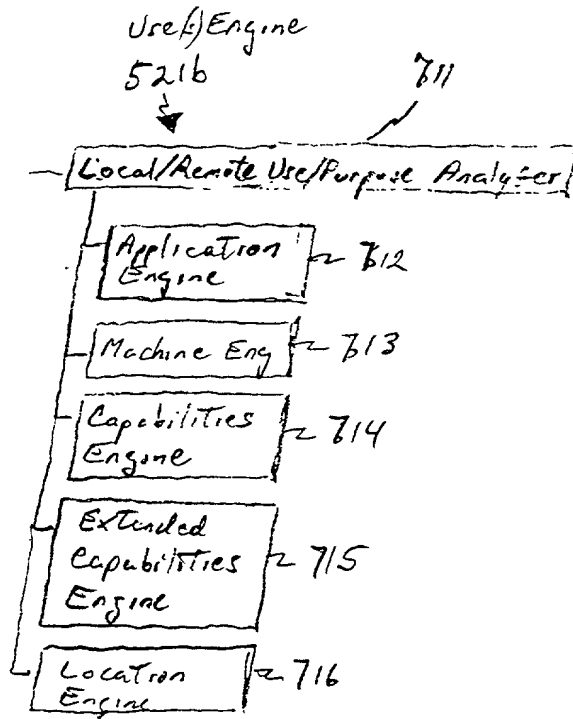 Use(s) Engine
521b
711
Local/Remote Use/Purpose Analyzer
Application
Engine
712
Machine Eng
713
Capabilities
Engine
714
Extended
Capabilities
Engine
715
Location
Engine
716